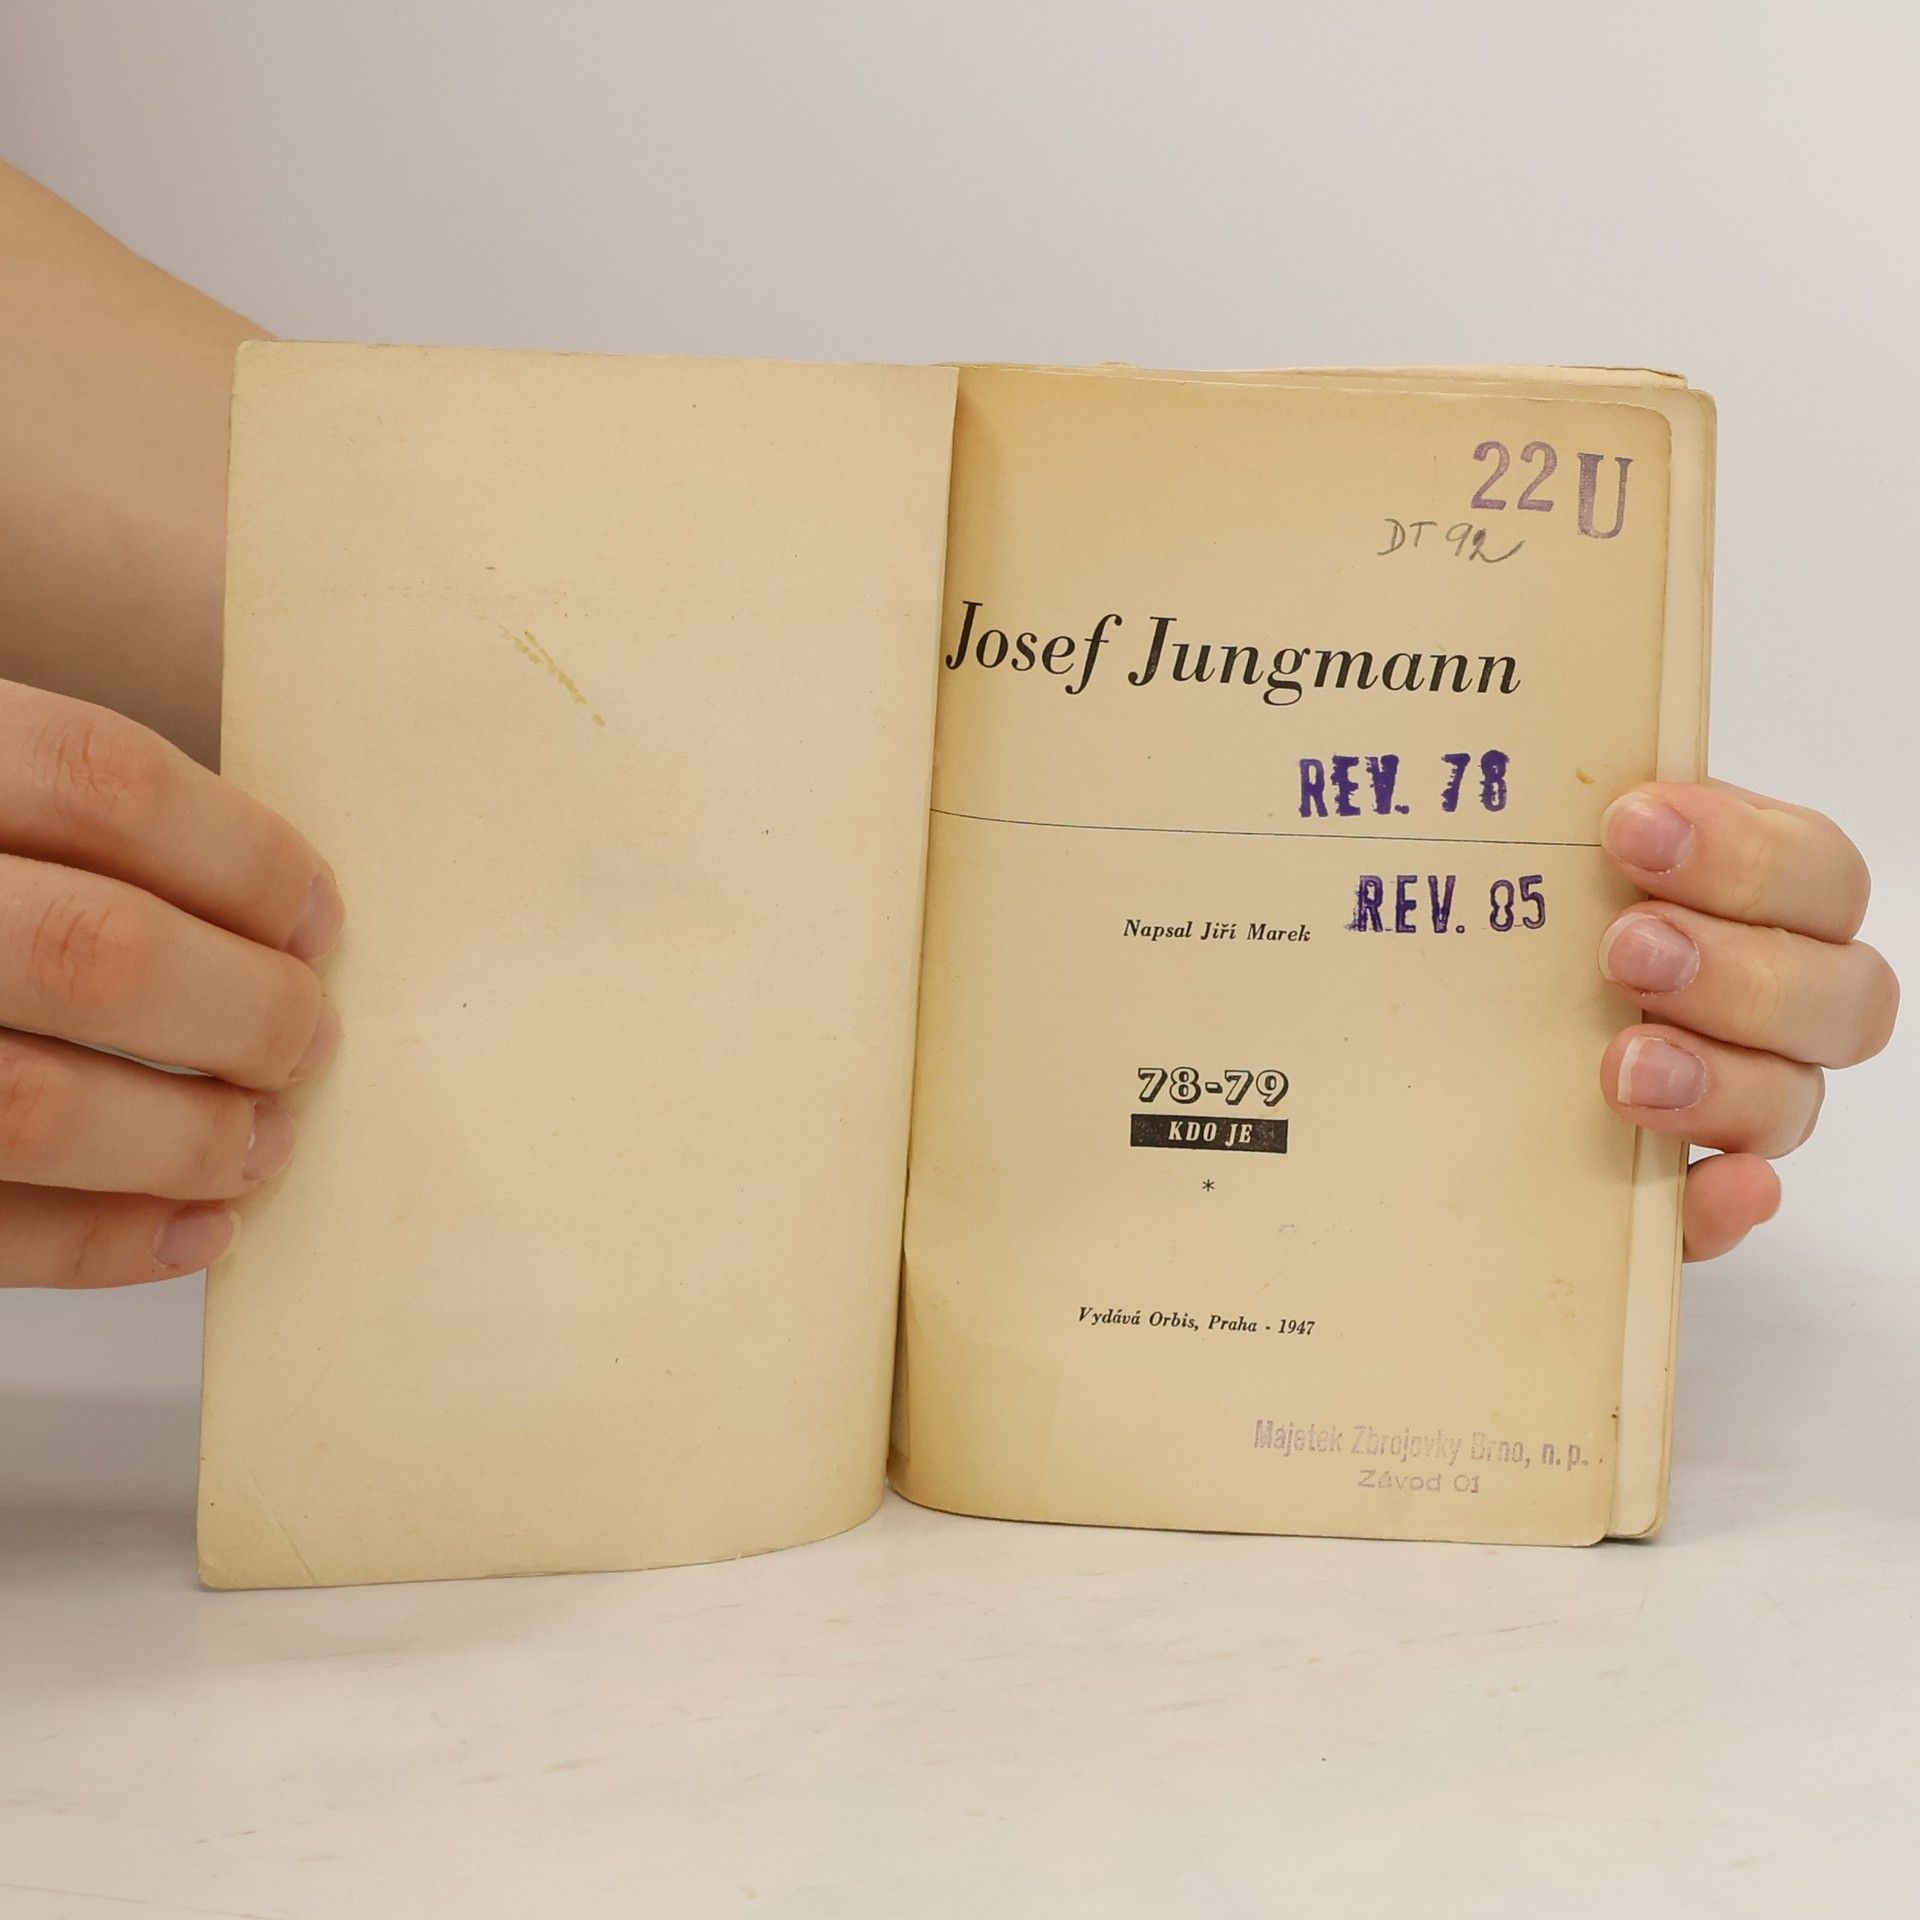 22 U
DT 92
Josef Jungmann
REV. 78
REV. 85
Napsal Jiří Marek
78-79
KDO JE
*
Vydává Orbis, Praha - 1947
Majetek Zbrojovky Brno, n.p.
Závod 01